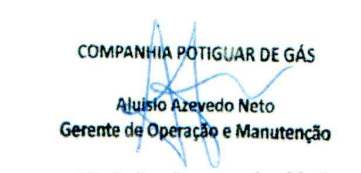 COMPANHIA POTIGUAR DE GÁS
Aluisio Azevedo Neto
Gerente de Operação e Manutenção